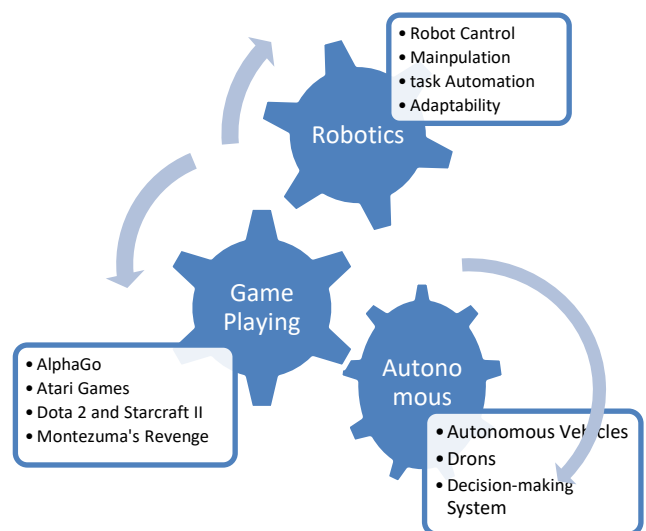 • Robot Cantrol
• Mainpulation
• task Automation
• Adaptability
Robotics
Game
Playing
• AlphaGo
• Atari Games
• Dota 2 and Starcraft II
• Montezuma's Revenge
Autono
mous
• Autonomous Vehicles
• Drons
• Decision-making
System